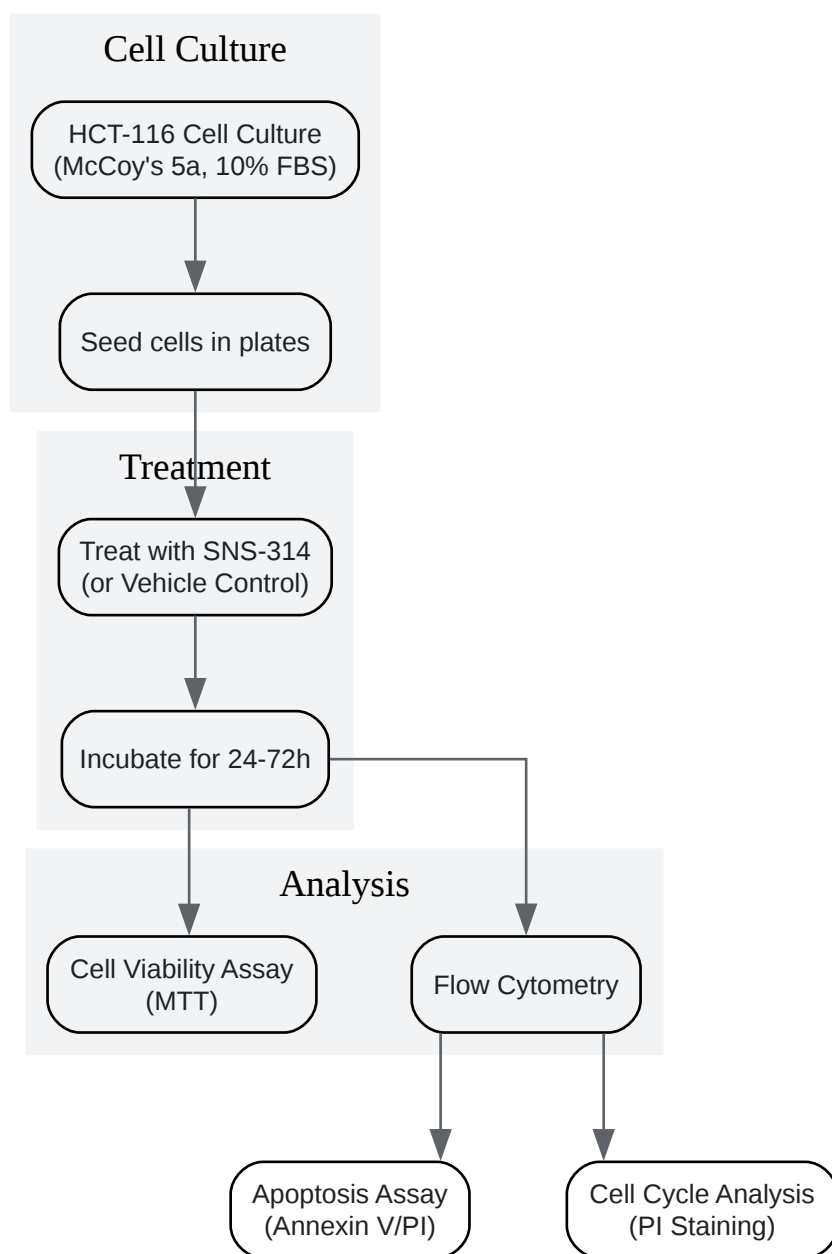 Cell Culture
HCT-116 Cell Culture
(McCoy's 5a, 10% FBS)
Seed cells in plates
Treatment
Treat with SNS-314
(or Vehicle Control)
Incubate for 24-72h
Analysis
Cell Viability Assay
(MTT)
Flow Cytometry
Apoptosis Assay
(Annexin V/PI)
Cell Cycle Analysis
(PI Staining)